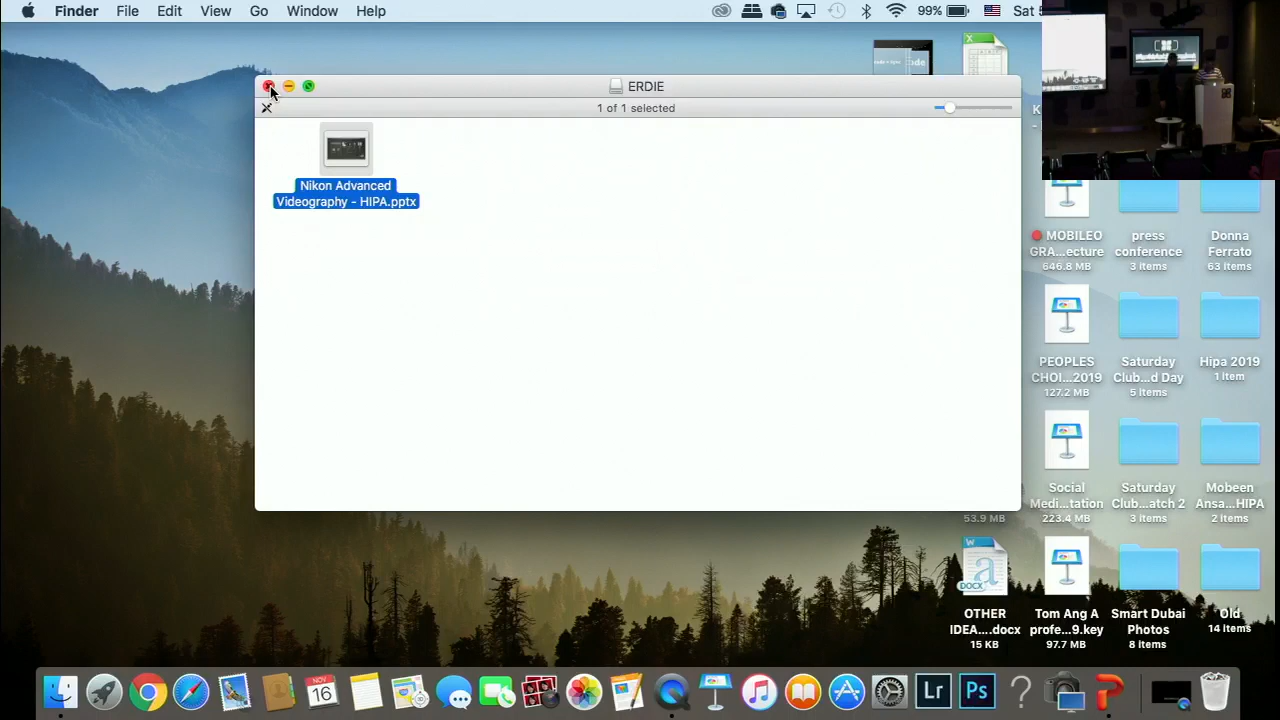 Finder File Edit View Go Window Help
99% Sat
ERDIE
1 of 1 selected
Nikon Advanced
Videography - HIPA.pptx
MOBILEO
GRA...ecture
646.8 MB
press
conference
3 items
Donna
Ferrato
63 items
PEOPLES
CHOI...2019
127.2 MB
Saturday
Club...d Day
5 items
Hipa 2019
1 item
53.9 MB
Social
Medi...tation
223.4 MB
Saturday
Club...atch 2
3 items
Mobeen
Ansa...HIPA
2 items
DOCX
OTHER
IDEA....docx
15 KB
Tom Ang A
profe...9.key
97.7 MB
Smart Dubai
Photos
8 items
Old
14 items
NOV
16
Lr
Ps